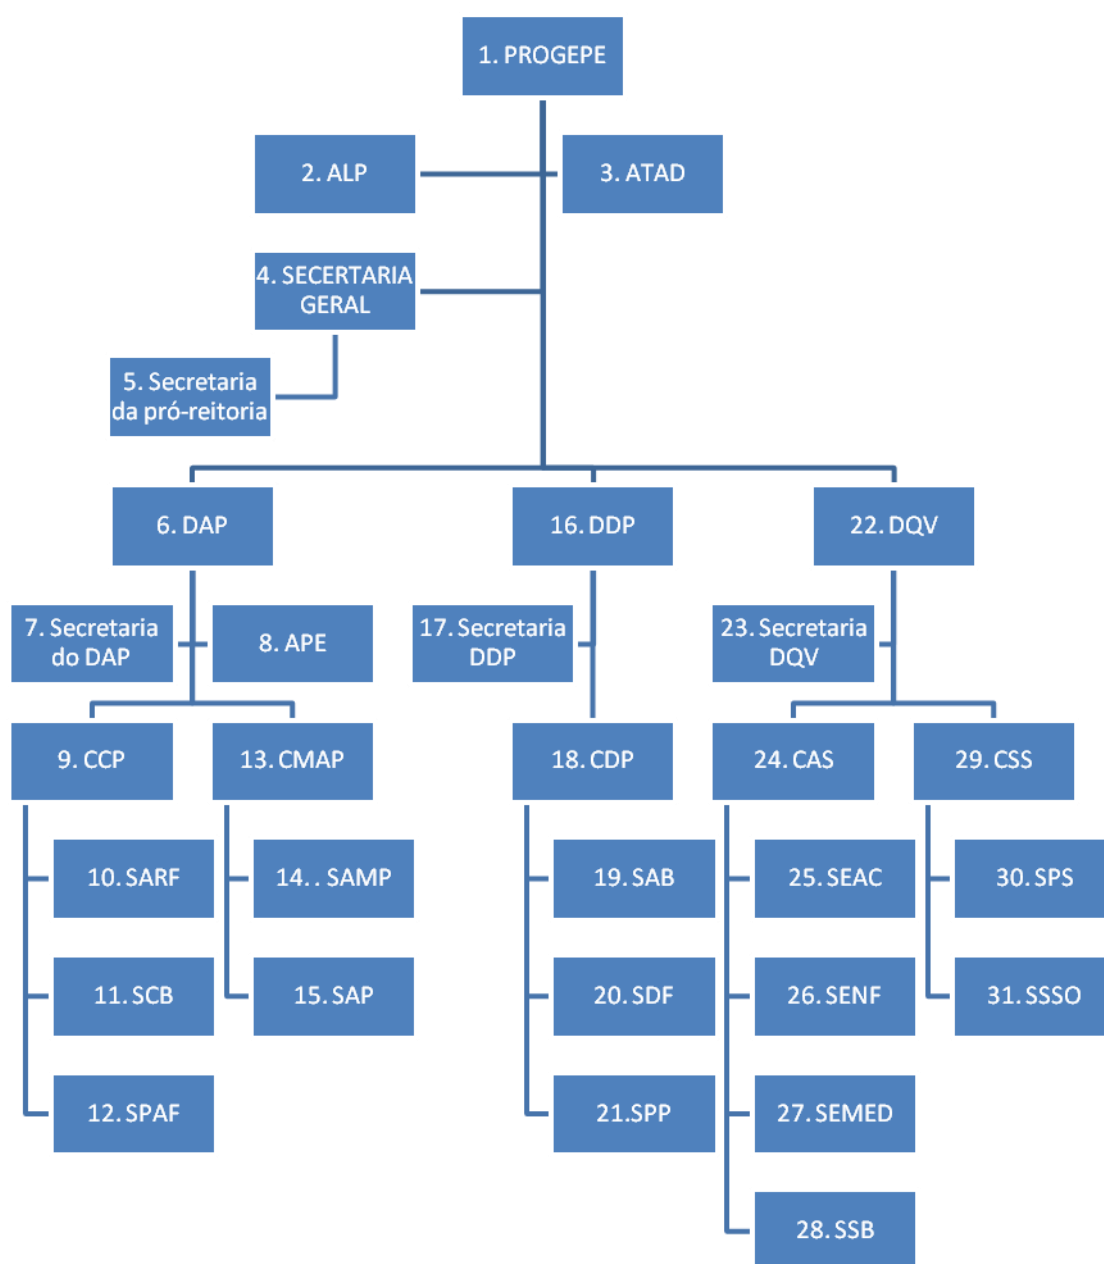 1. PROGEPE
2. ALP
3. ATAD
4. SECERTARIA
GERAL
5. Secretaria
da pró-reitoria
6. DAP
16. DDP
22. DQV
7. Secretaria
do DAP
8. APE
17. Secretaria
DDP
23. Secretaria
DQV
9. CCP
13. CMAP
18. CDP
24. CAS
29. CSS
10. SARF
14. . SAMP
19. SAB
25. SEAC
30. SPS
11. SCB
15. SAP
20. SDF
26. SENF
31. SSSO
12. SPAF
21.SPP
27. SEMED
28. SSB